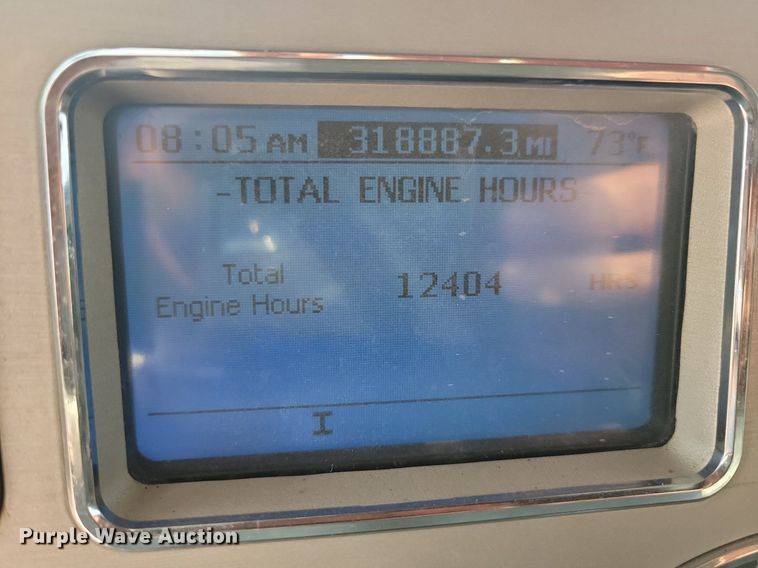 08:05 AM 318887.3 MI 73°F
-TOTAL ENGINE HOURS-
Total
Engine Hours 12404 HRS
I
Purple Wave Auction